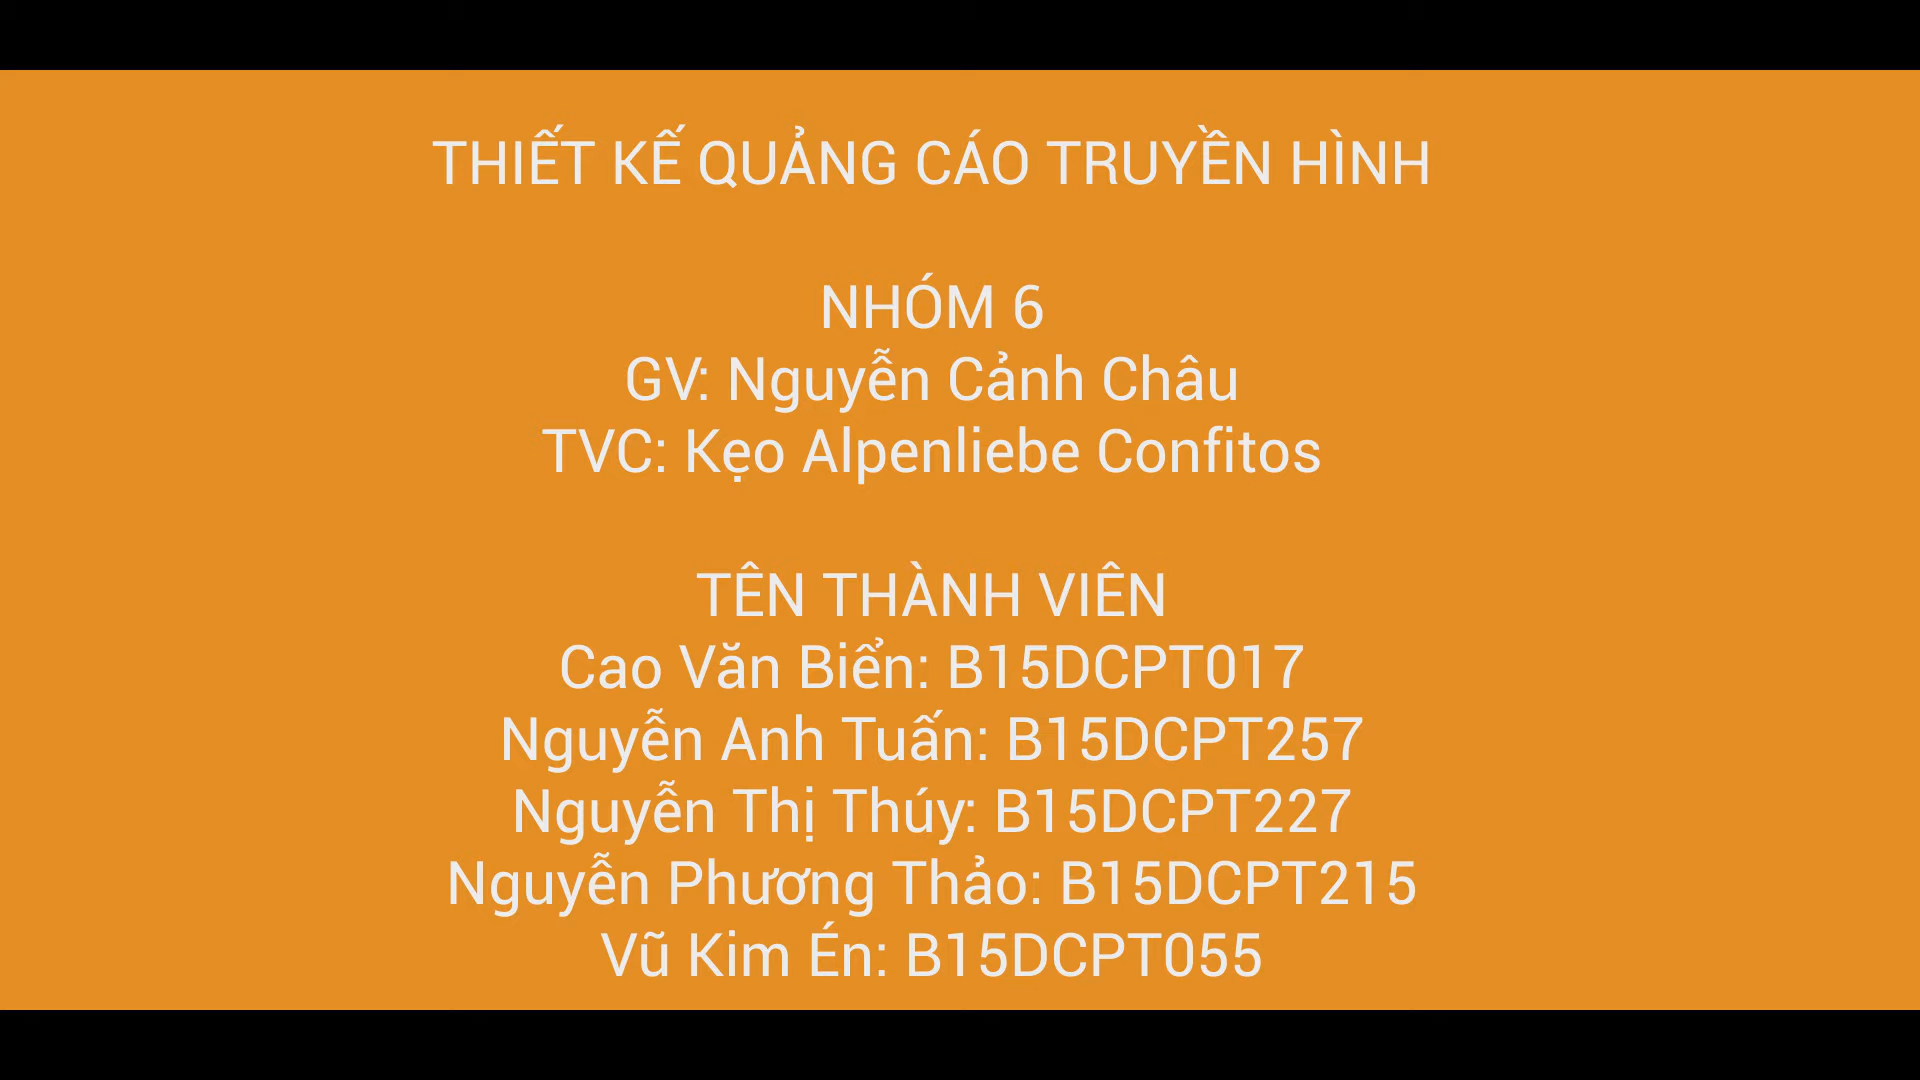 THIẾT KẾ QUẢNG CÁO TRUYỀN HÌNH
NHÓM 6
GV: Nguyễn Cảnh Châu
TVC: Kẹo Alpenliebe Confitos
TÊN THÀNH VIÊN
Cao Văn Biển: B15DCPT017
Nguyễn Anh Tuấn: B15DCPT257
Nguyễn Thị Thúy: B15DCPT227
Nguyễn Phương Thảo: B15DCPT215
Vũ Kim Én: B15DCPT055